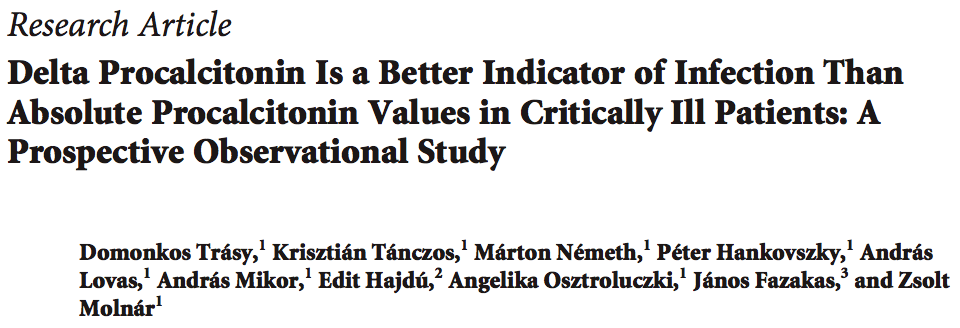 Research Article
Delta Procalcitonin Is a Better Indicator of Infection Than
Absolute Procalcitonin Values in Critically Ill Patients: A
Prospective Observational Study
Domonkos Trásy,¹ Krisztián Tánczos,¹ Márton Németh,¹ Péter Hankovszky,¹ András
Lovas,¹ András Mikor,¹ Edit Hajdú,² Angelika Osztroluczki,¹ János Fazakas,³ and Zsolt
Molnár¹